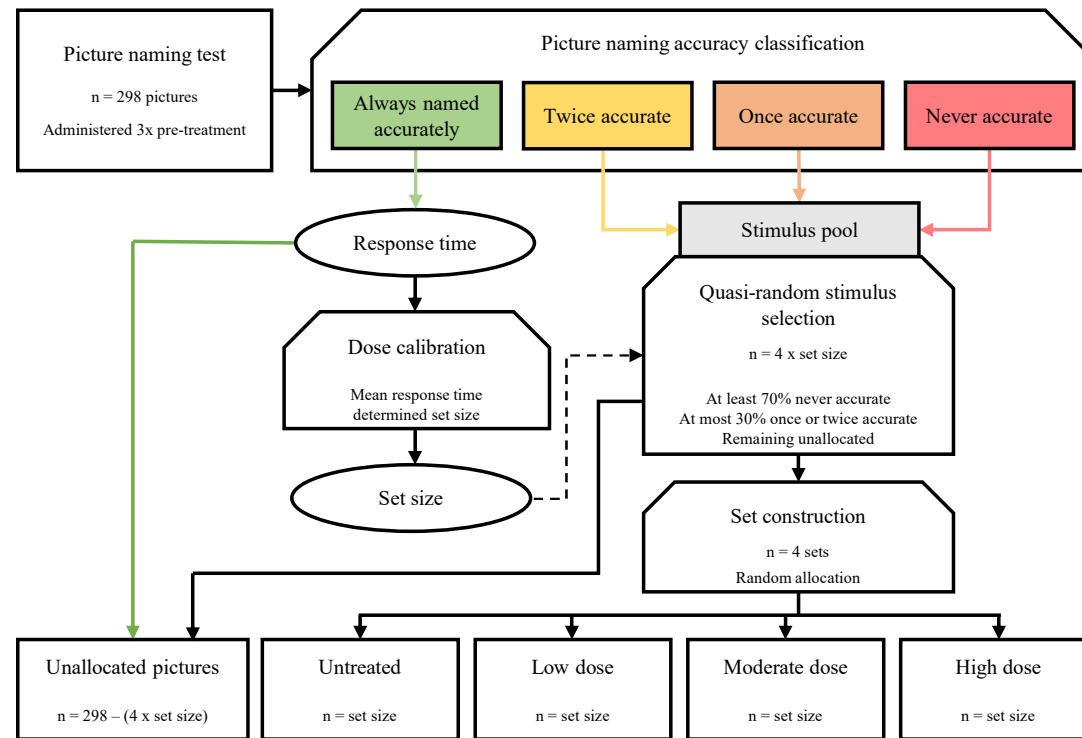 Picture naming test
n = 298 pictures
Administered 3x pre-treatment
Picture naming accuracy classification
Always named
accurately
Twice accurate
Once accurate
Never accurate
Response time
Stimulus pool
Quasi-random stimulus
selection
n = 4 x set size
At least 70% never accurate
At most 30% once or twice accurate
Remaining unallocated
Dose calibration
Mean response time
determined set size
Set size
Set construction
n = 4 sets
Random allocation
Unallocated pictures
n = 298 – (4 x set size)
Untreated
n = set size
Low dose
n = set size
Moderate dose
n = set size
High dose
n = set size